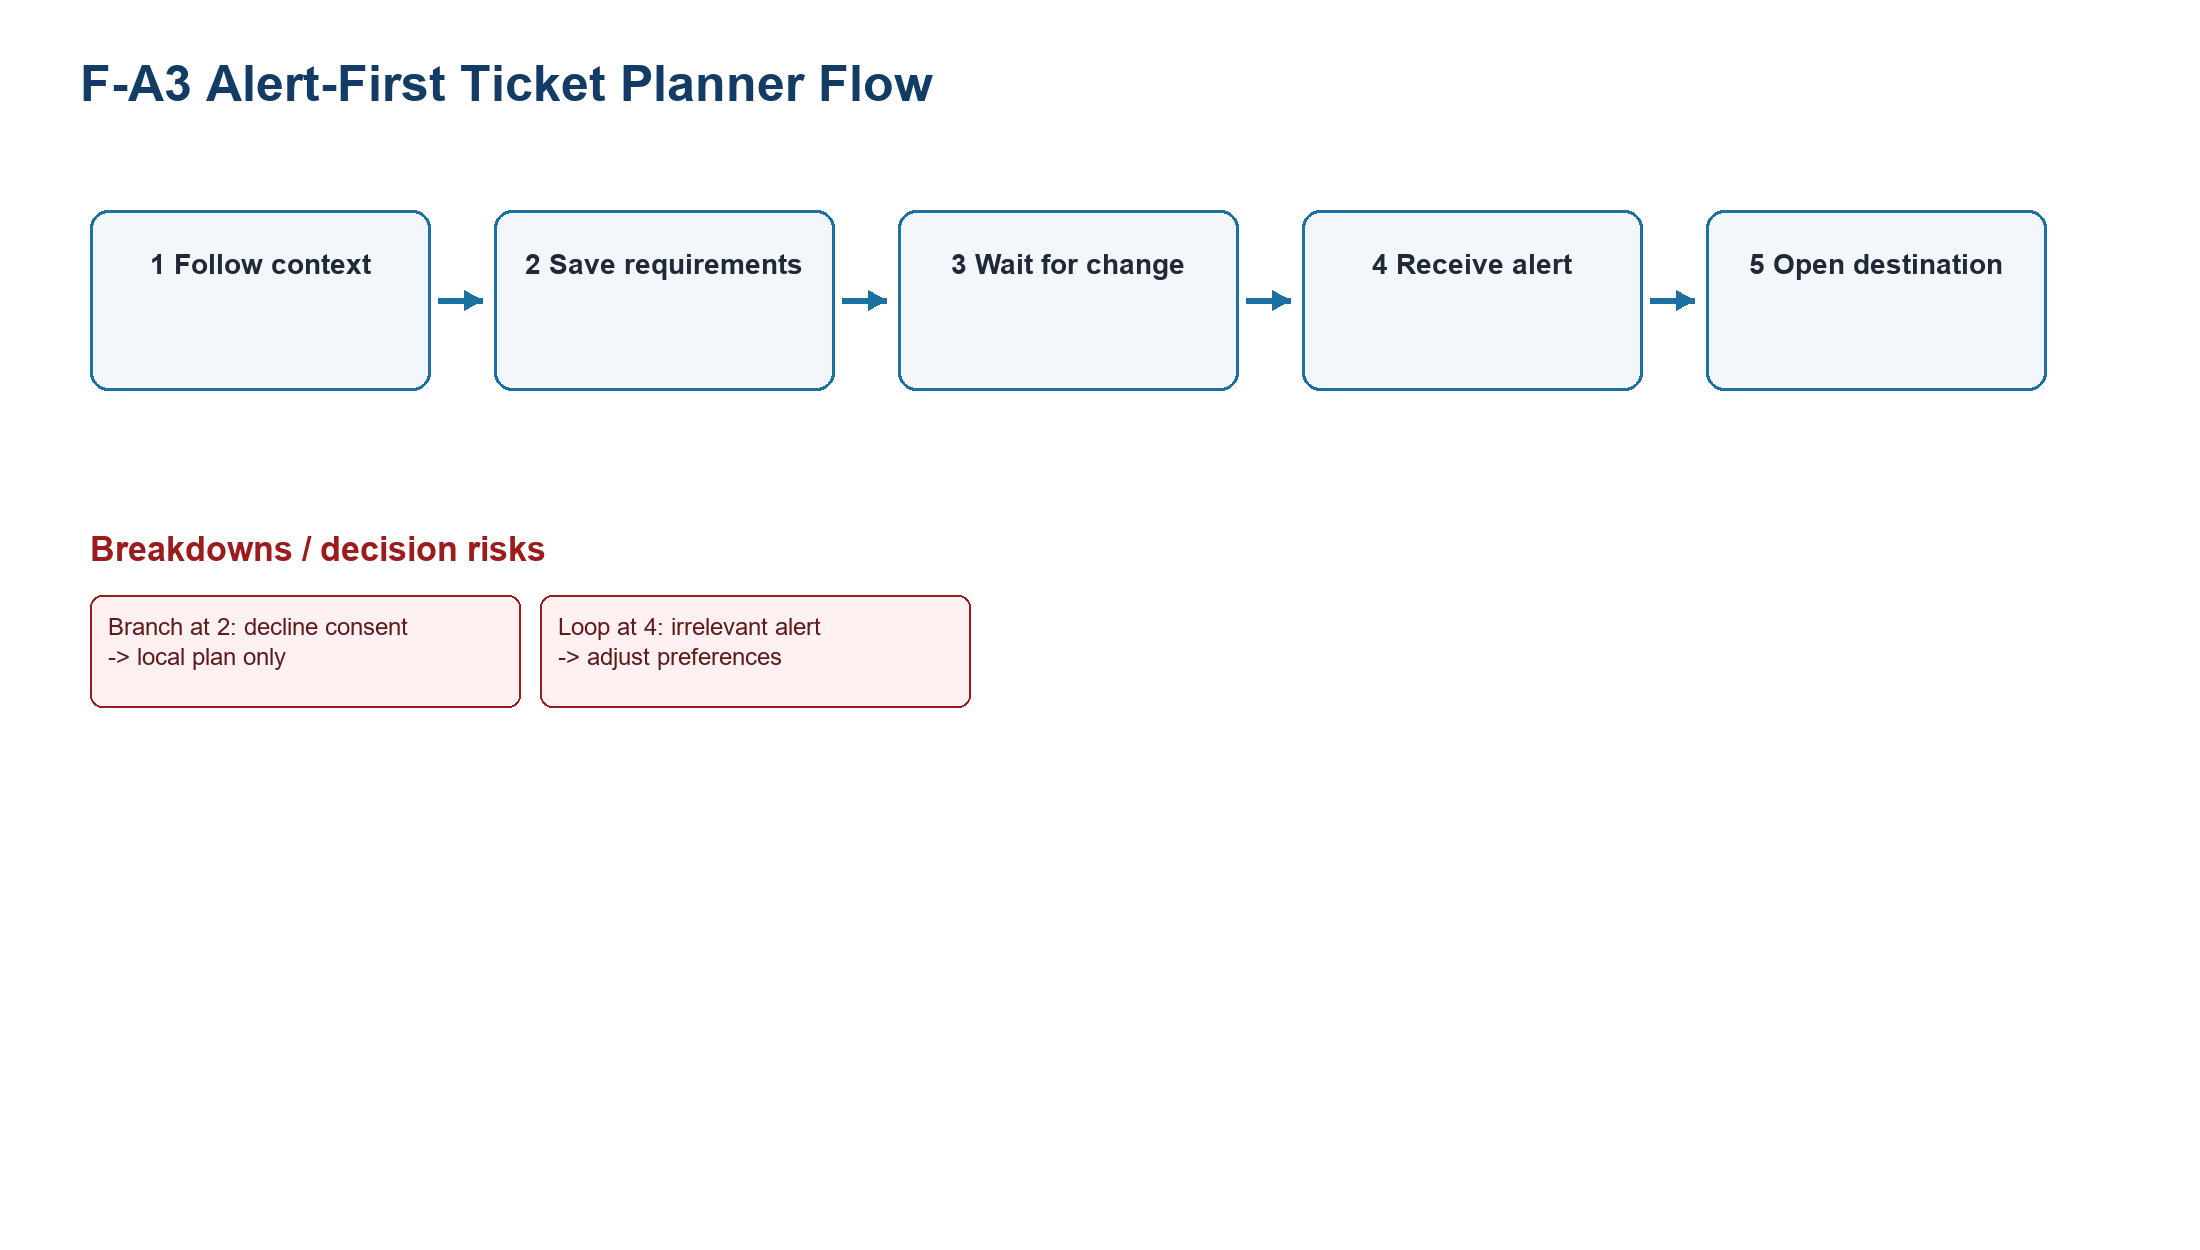 F-A3 Alert-First Ticket Planner Flow
1 Follow context
2 Save requirements
3 Wait for change
4 Receive alert
5 Open destination
Breakdowns / decision risks
Branch at 2: decline consent
-> local plan only
Loop at 4: irrelevant alert
-> adjust preferences